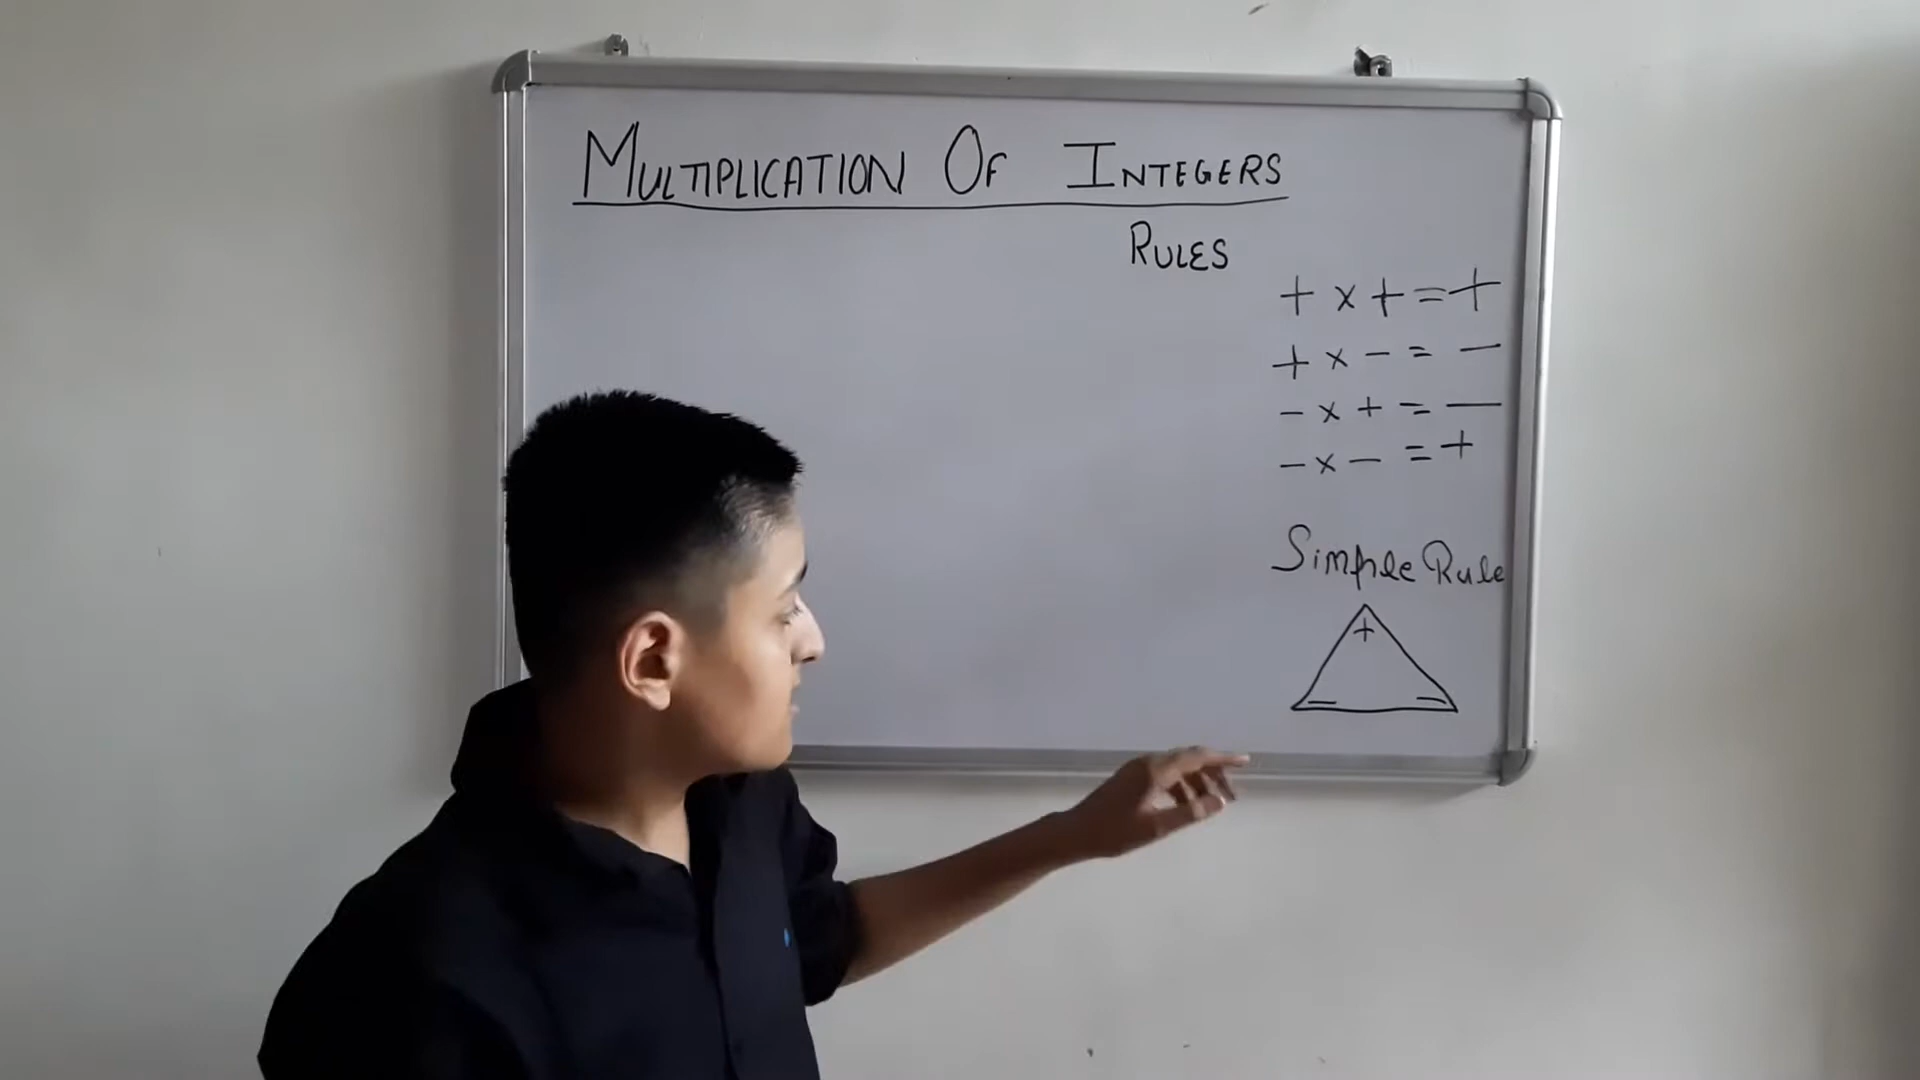 MULTIPLICATION OF INTEGERS
RULES
+ x + = +
+ x - = -
- x + = -
- x - = +
Simple Rule
+
- -